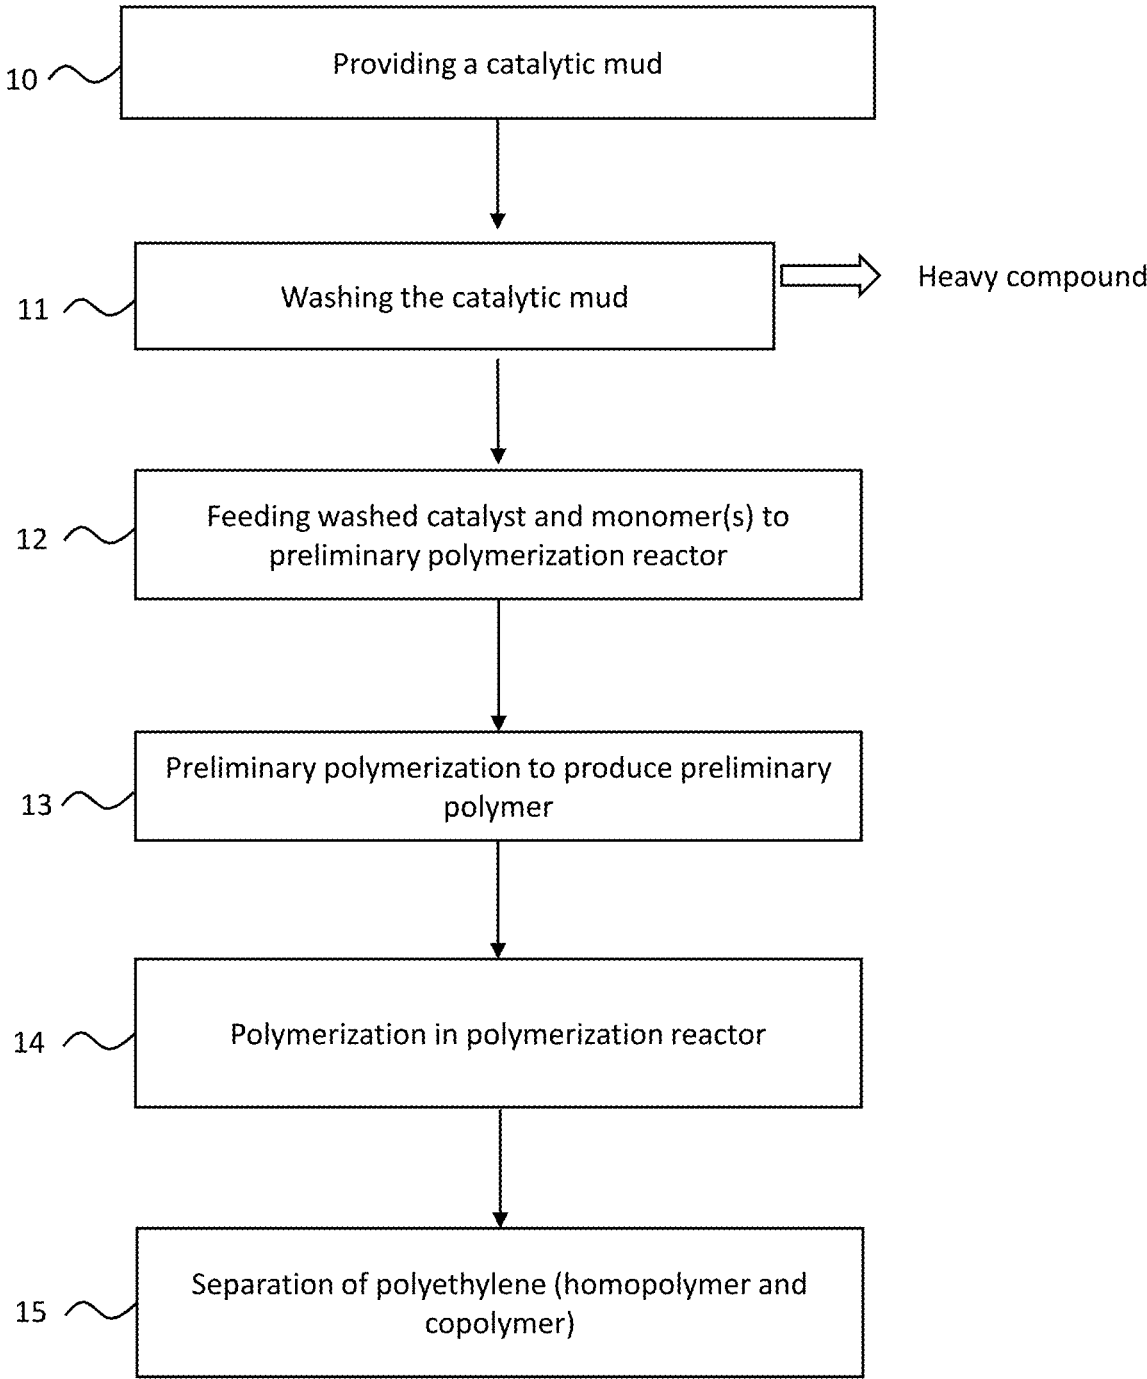 10
Providing a catalytic mud
11
Washing the catalytic mud
Heavy compound
12
Feeding washed catalyst and monomer(s) to
preliminary polymerization reactor
13
Preliminary polymerization to produce preliminary
polymer
14
Polymerization in polymerization reactor
15
Separation of polyethylene (homopolymer and
copolymer)